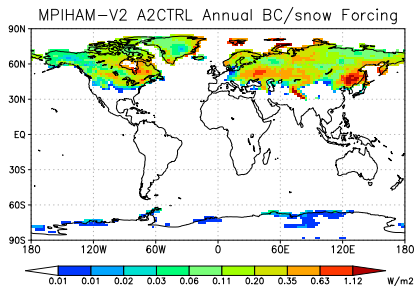 MPIHAM-V2 A2CTRL Annual BC/snow Forcing
90N
60N
30N
EQ
30S
60S
90S
180 120W 60W 0 60E 120E 180
0.01 0.01 0.02 0.03 0.06 0.11 0.20 0.35 0.63 1.12 W/m2